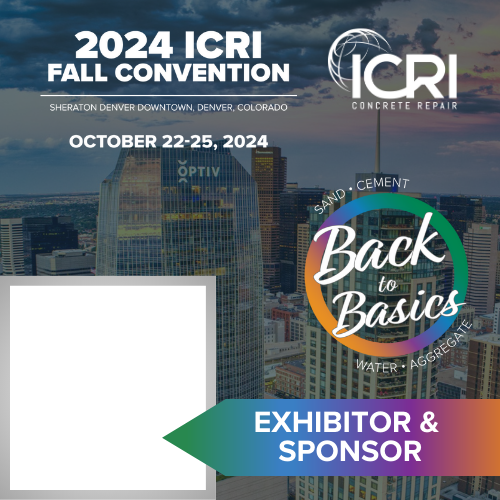 2024 ICRI
FALL CONVENTION
SHERATON DENVER DOWNTOWN, DENVER, COLORADO
OCTOBER 22-25, 2024
ICRI
CONCRETE REPAIR
OPTIV
SAND • CEMENT
Back
to
Basics
WATER • AGGREGATE
EXHIBITOR &
SPONSOR